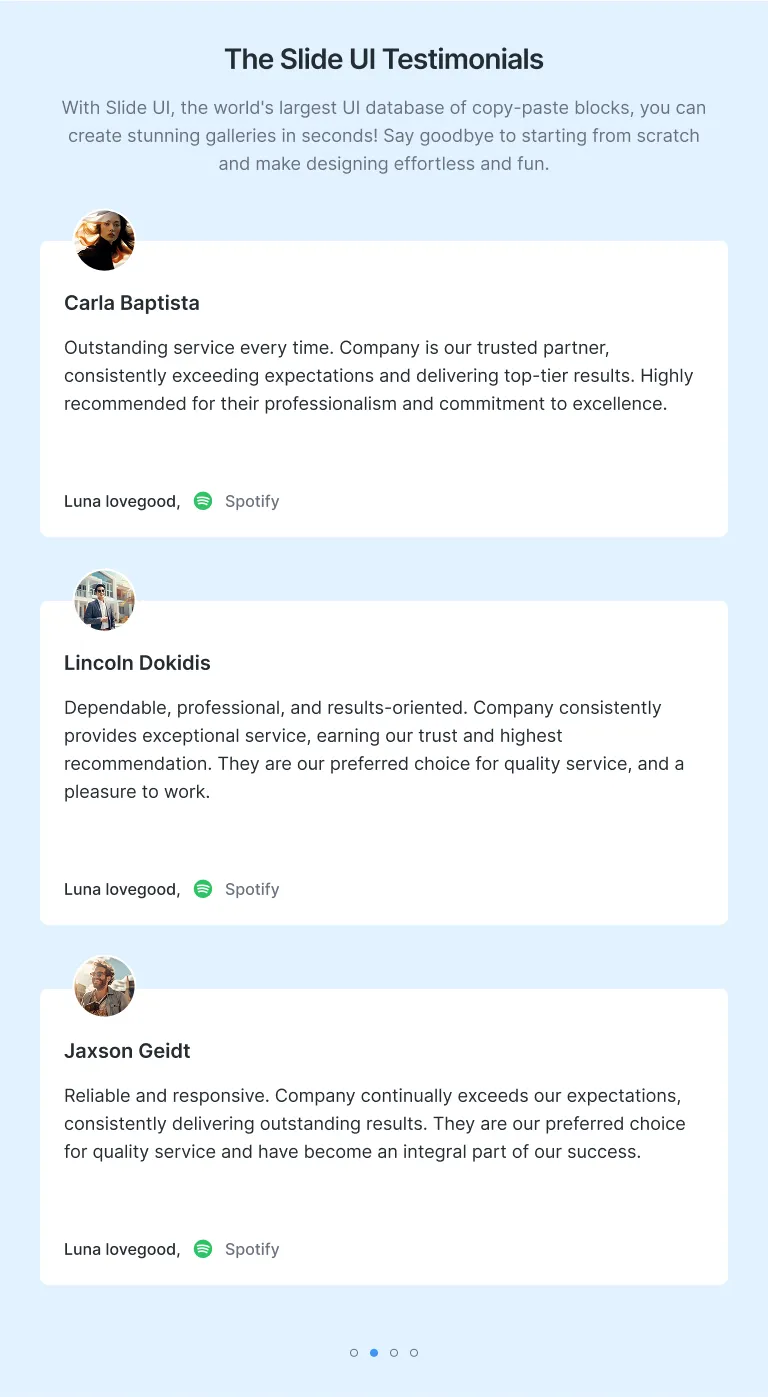 The Slide UI Testimonials
With Slide UI, the world's largest UI database of copy-paste blocks, you can
create stunning galleries in seconds! Say goodbye to starting from scratch
and make designing effortless and fun.
Carla Baptista
Outstanding service every time. Company is our trusted partner,
consistently exceeding expectations and delivering top-tier results. Highly
recommended for their professionalism and commitment to excellence.
Luna lovegood, Spotify
Lincoln Dokidis
Dependable, professional, and results-oriented. Company consistently
provides exceptional service, earning our trust and highest
recommendation. They are our preferred choice for quality service, and a
pleasure to work.
Luna lovegood, Spotify
Jaxson Geidt
Reliable and responsive. Company continually exceeds our expectations,
consistently delivering outstanding results. They are our preferred choice
for quality service and have become an integral part of our success.
Luna lovegood, Spotify